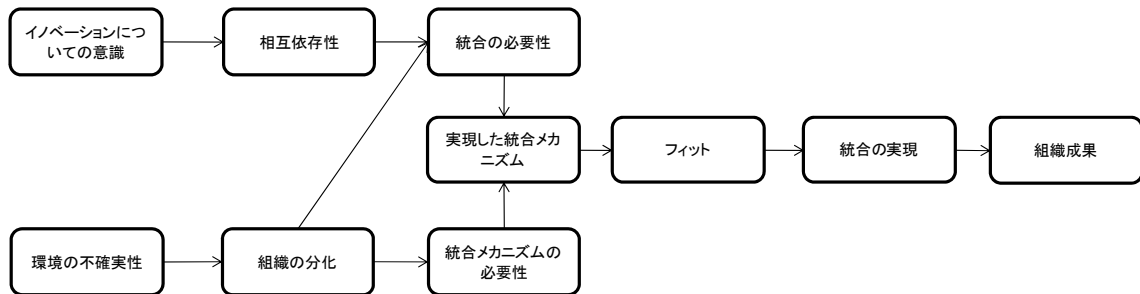 イノベーションにつ
いての意識
相互依存性
統合の必要性
実現した統合メカ
ニズム
フィット
統合の実現
組織成果
環境の不確実性
組織の分化
統合メカニズムの
必要性